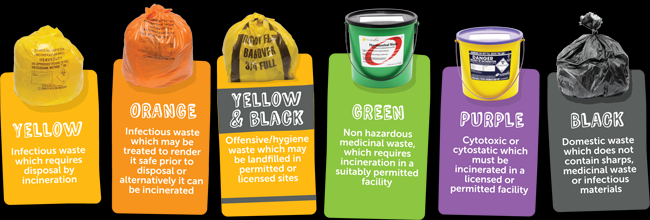 YELLOW
Infectious waste
which requires
disposal by
incineration
ORANGE
Infectious waste
which may be
treated to render
it safe prior to
disposal or
alternatively it can
be incinerated
YELLOW
& BLACK
Offensive/hygiene
waste which may
be landfilled in
permitted or
licensed sites
GREEN
Non hazardous
medicinal waste,
which requires
incineration in a
suitably permitted
facility
PURPLE
DANGER
Cytotoxic or
cytostatic which
must be
incinerated in a
licensed or
permitted facility
BLACK
Domestic waste
which does not
contain sharps,
medicinal waste
or infectious
materials